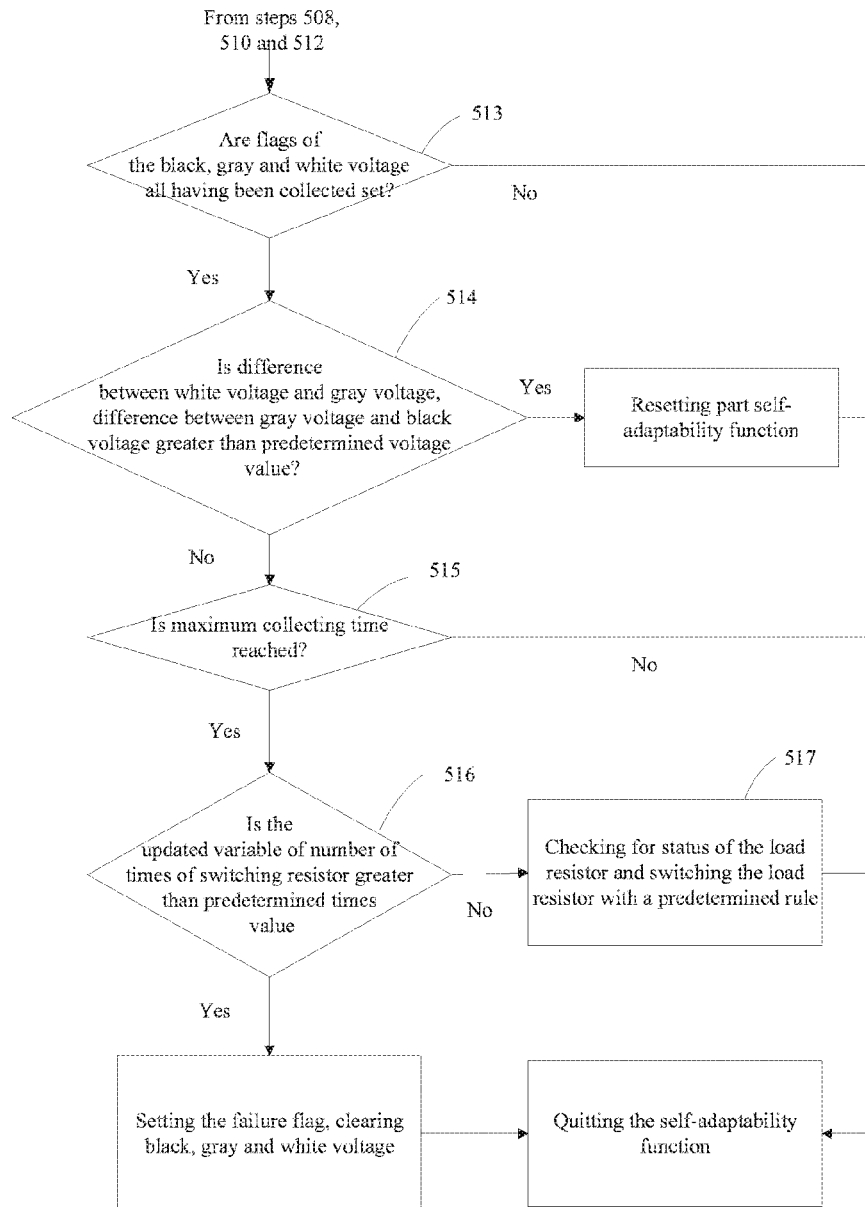 From steps 508,
510 and 512
513
Are flags of
the black, gray and white voltage
all having been collected set?
No
Yes
514
Is difference
between white voltage and gray voltage,
difference between gray voltage and black
voltage greater than predetermined voltage
value?
Yes
Resetting part self-
adaptability function
No
515
Is maximum collecting time
reached?
No
Yes
516
Is the
updated variable of number of
times of switching resistor greater
than predetermined times
value
No
517
Checking for status of the load
resistor and switching the load
resistor with a predetermined rule
Yes
Setting the failure flag, clearing
black, gray and white voltage
Quitting the self-adaptability
function